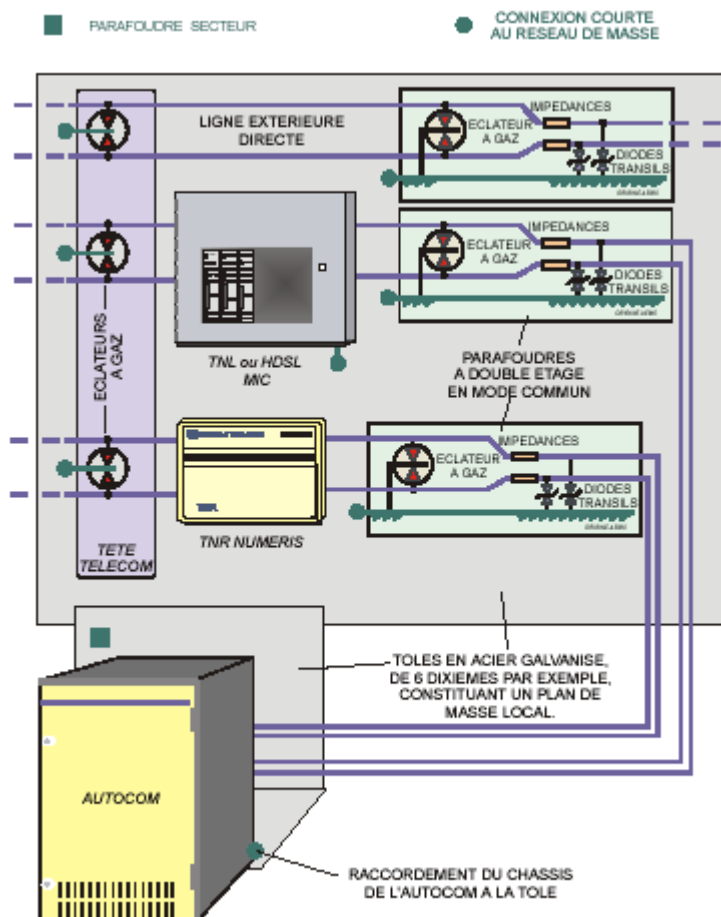 PARAFOUDRE SECTEUR
CONNEXION COURTE
AU RESEAU DE MASSE
LIGNE EXTERIEURE
DIRECTE
ECLATEUR
A GAZ
IMPEDANCES
DIODES
TRANSILS
ECLATEURS
A GAZ
TNL ou HDSL
MIC
IMPEDANCES
ECLATEUR
A GAZ
DIODES
TRANSILS
PARAFOUDRES
A DOUBLE ETAGE
EN MODE COMMUN
TNR NUMERIS
IMPEDANCES
ECLATEUR
A GAZ
DIODES
TRANSILS
TETE
TELECOM
TOLES EN ACIER GALVANISE,
DE 6 DIXIEMES PAR EXEMPLE,
CONSTITUANT UN PLAN DE
MASSE LOCAL.
AUTOCOM
RACCORDEMENT DU CHASSIS
DE L'AUTOCOM A LA TOLE